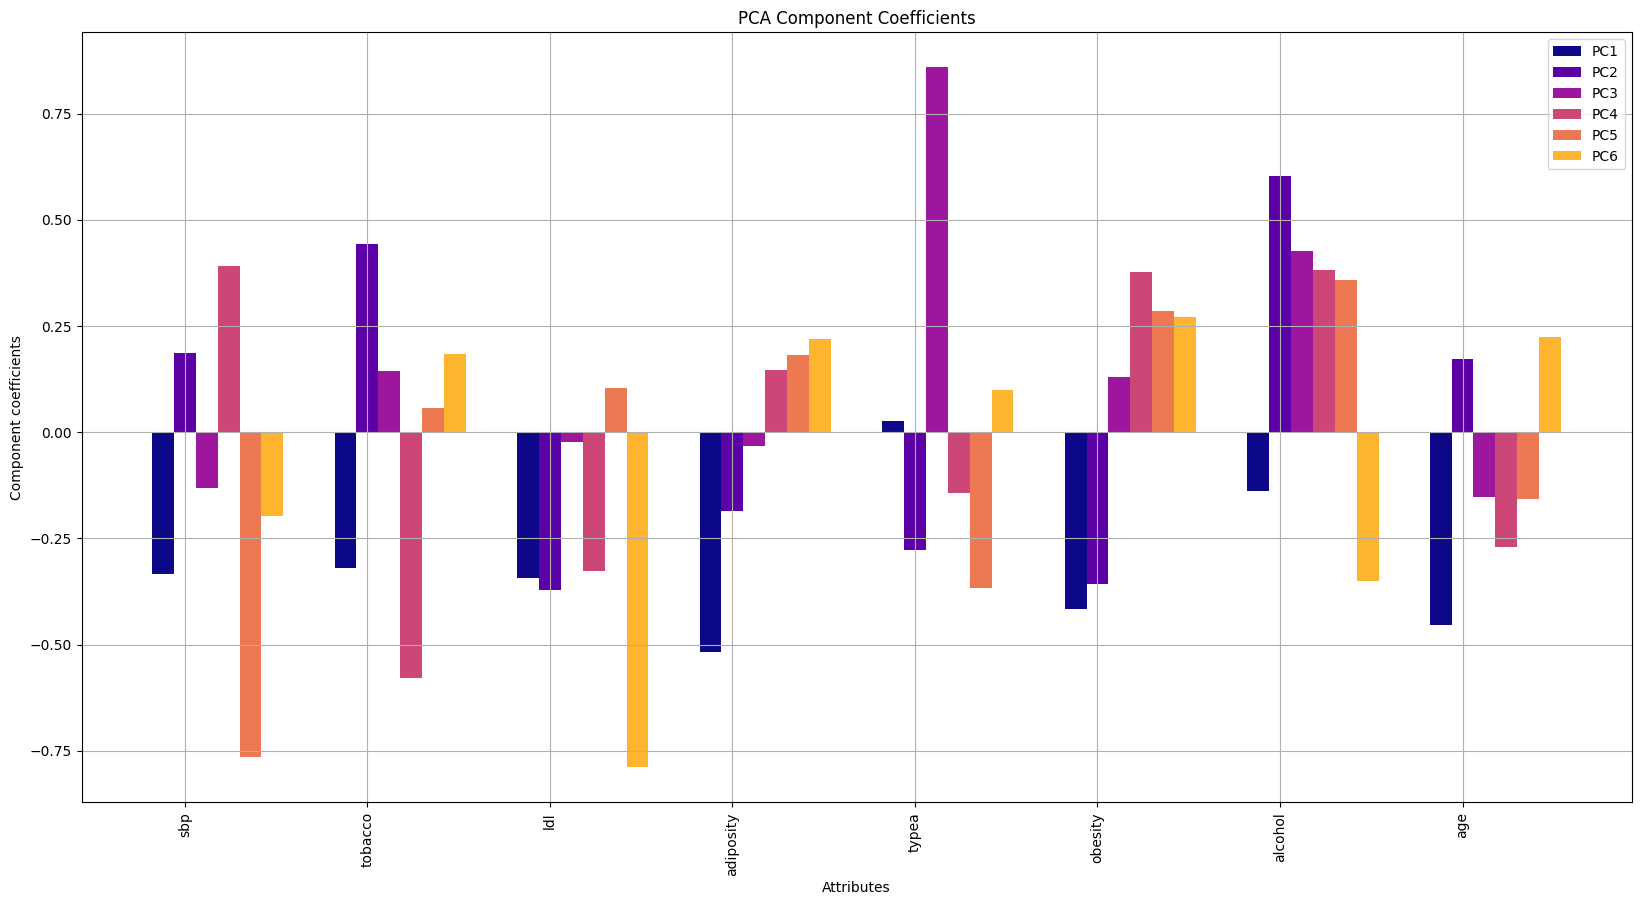 PCA Component Coefficients
PC1
PC2
PC3
PC4
PC5
PC6
0.75
0.50
0.25
0.00
−0.25
−0.50
−0.75
Component coefficients
sbp
tobacco
ldl
adiposity
typea
obesity
alcohol
age
Attributes